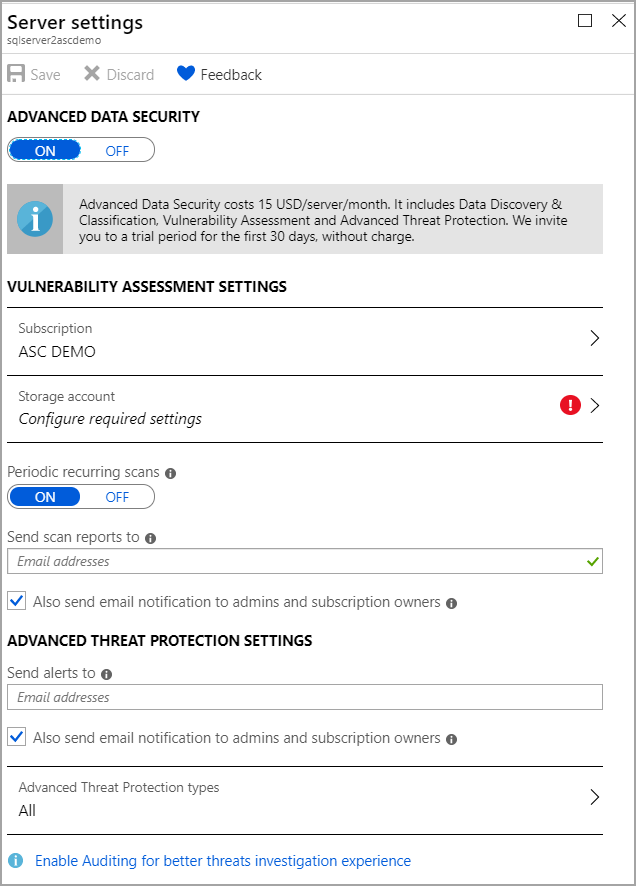 Server settings
sqlserver2ascdemo
Save Discard Feedback
ADVANCED DATA SECURITY
ON OFF
Advanced Data Security costs 15 USD/server/month. It includes Data Discovery &
Classification, Vulnerability Assessment and Advanced Threat Protection. We invite
you to a trial period for the first 30 days, without charge.
VULNERABILITY ASSESSMENT SETTINGS
Subscription
ASC DEMO
Storage account
Configure required settings
Periodic recurring scans
ON OFF
Send scan reports to
Email addresses
Also send email notification to admins and subscription owners
ADVANCED THREAT PROTECTION SETTINGS
Send alerts to
Email addresses
Also send email notification to admins and subscription owners
Advanced Threat Protection types
All
Enable Auditing for better threats investigation experience